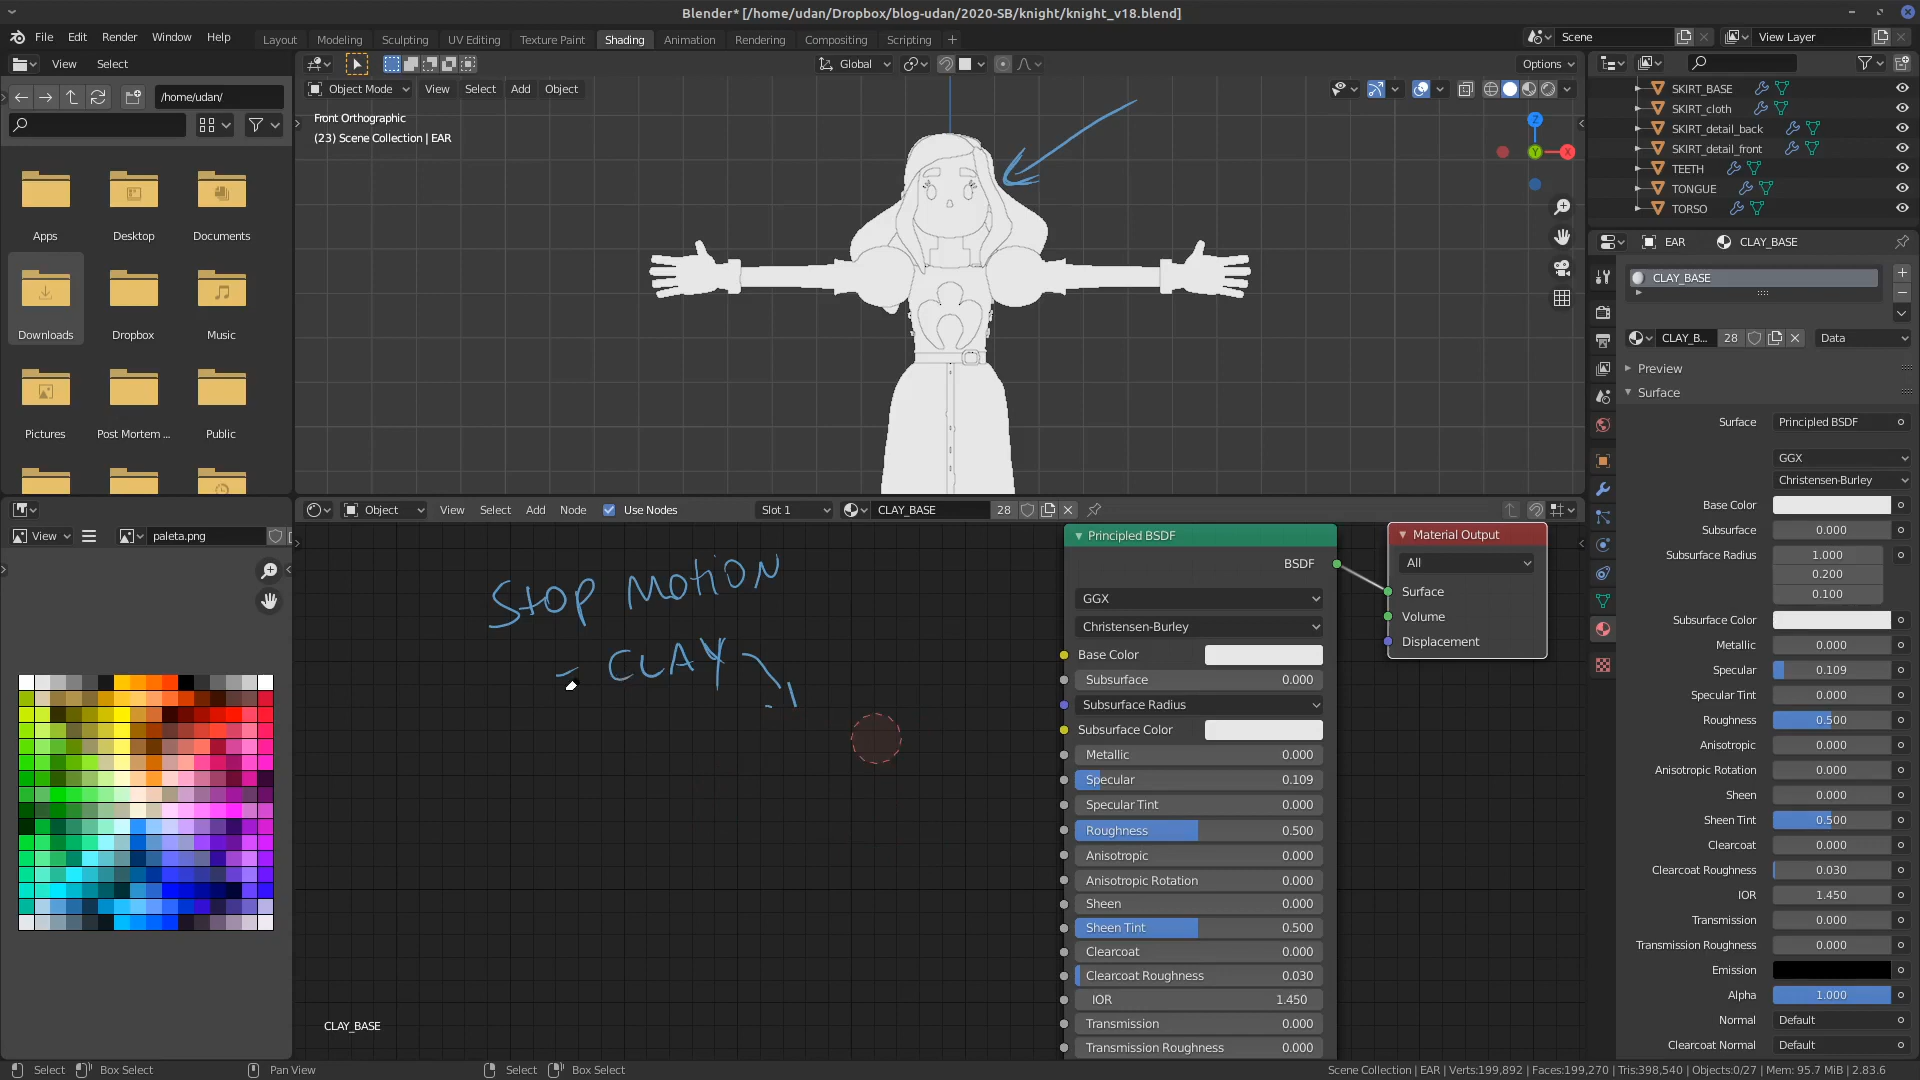 Blender* [/home/udan/Dropbox/blog-udan/2020-SB/knight/knight_v18.blend]
File Edit Render Window Help
Layout Modeling Sculpting UV Editing Texture Paint Shading Animation Rendering Compositing Scripting +
Scene
View Layer
View Select
Global
Options
/home/udan/
Object Mode View Select Add Object
Front Orthographic
(23) Scene Collection | EAR
Z
Y
X
Apps Desktop Documents
Downloads Dropbox Music
Pictures Post Mortem ... Public
SKIRT_BASE
SKIRT_cloth
SKIRT_detail_back
SKIRT_detail_front
TEETH
TONGUE
TORSO
EAR CLAY_BASE
CLAY_BASE
CLAY_B... 28 Data
Preview
Surface
Surface Principled BSDF
GGX
Christensen-Burley
Base Color
Subsurface 0.000
Subsurface Radius 1.000
0.200
0.100
Subsurface Color
Metallic 0.000
Specular 0.109
Specular Tint 0.000
Roughness 0.500
Anisotropic 0.000
Anisotropic Rotation 0.000
Sheen 0.000
Sheen Tint 0.500
Clearcoat 0.000
Clearcoat Roughness 0.030
IOR 1.450
Transmission 0.000
Transmission Roughness 0.000
Emission
Alpha 1.000
Normal Default
Clearcoat Normal Default
View paleta.png
Object View Select Add Node Use Nodes Slot 1 CLAY_BASE 28
Stop Motion
- CLAY
Principled BSDF
BSDF
GGX
Christensen-Burley
Base Color
Subsurface 0.000
Subsurface Radius
Subsurface Color
Metallic 0.000
Specular 0.109
Specular Tint 0.000
Roughness 0.500
Anisotropic 0.000
Anisotropic Rotation 0.000
Sheen 0.000
Sheen Tint 0.500
Clearcoat 0.000
Clearcoat Roughness 0.030
IOR 1.450
Transmission 0.000
Transmission Roughness 0.000
Material Output
All
Surface
Volume
Displacement
CLAY_BASE
Select Box Select Pan View Select Box Select
Scene Collection | EAR | Verts:199,892 | Faces:199,270 | Tris:398,540 | Objects:0/27 | Mem: 95.7 MiB | 2.83.6